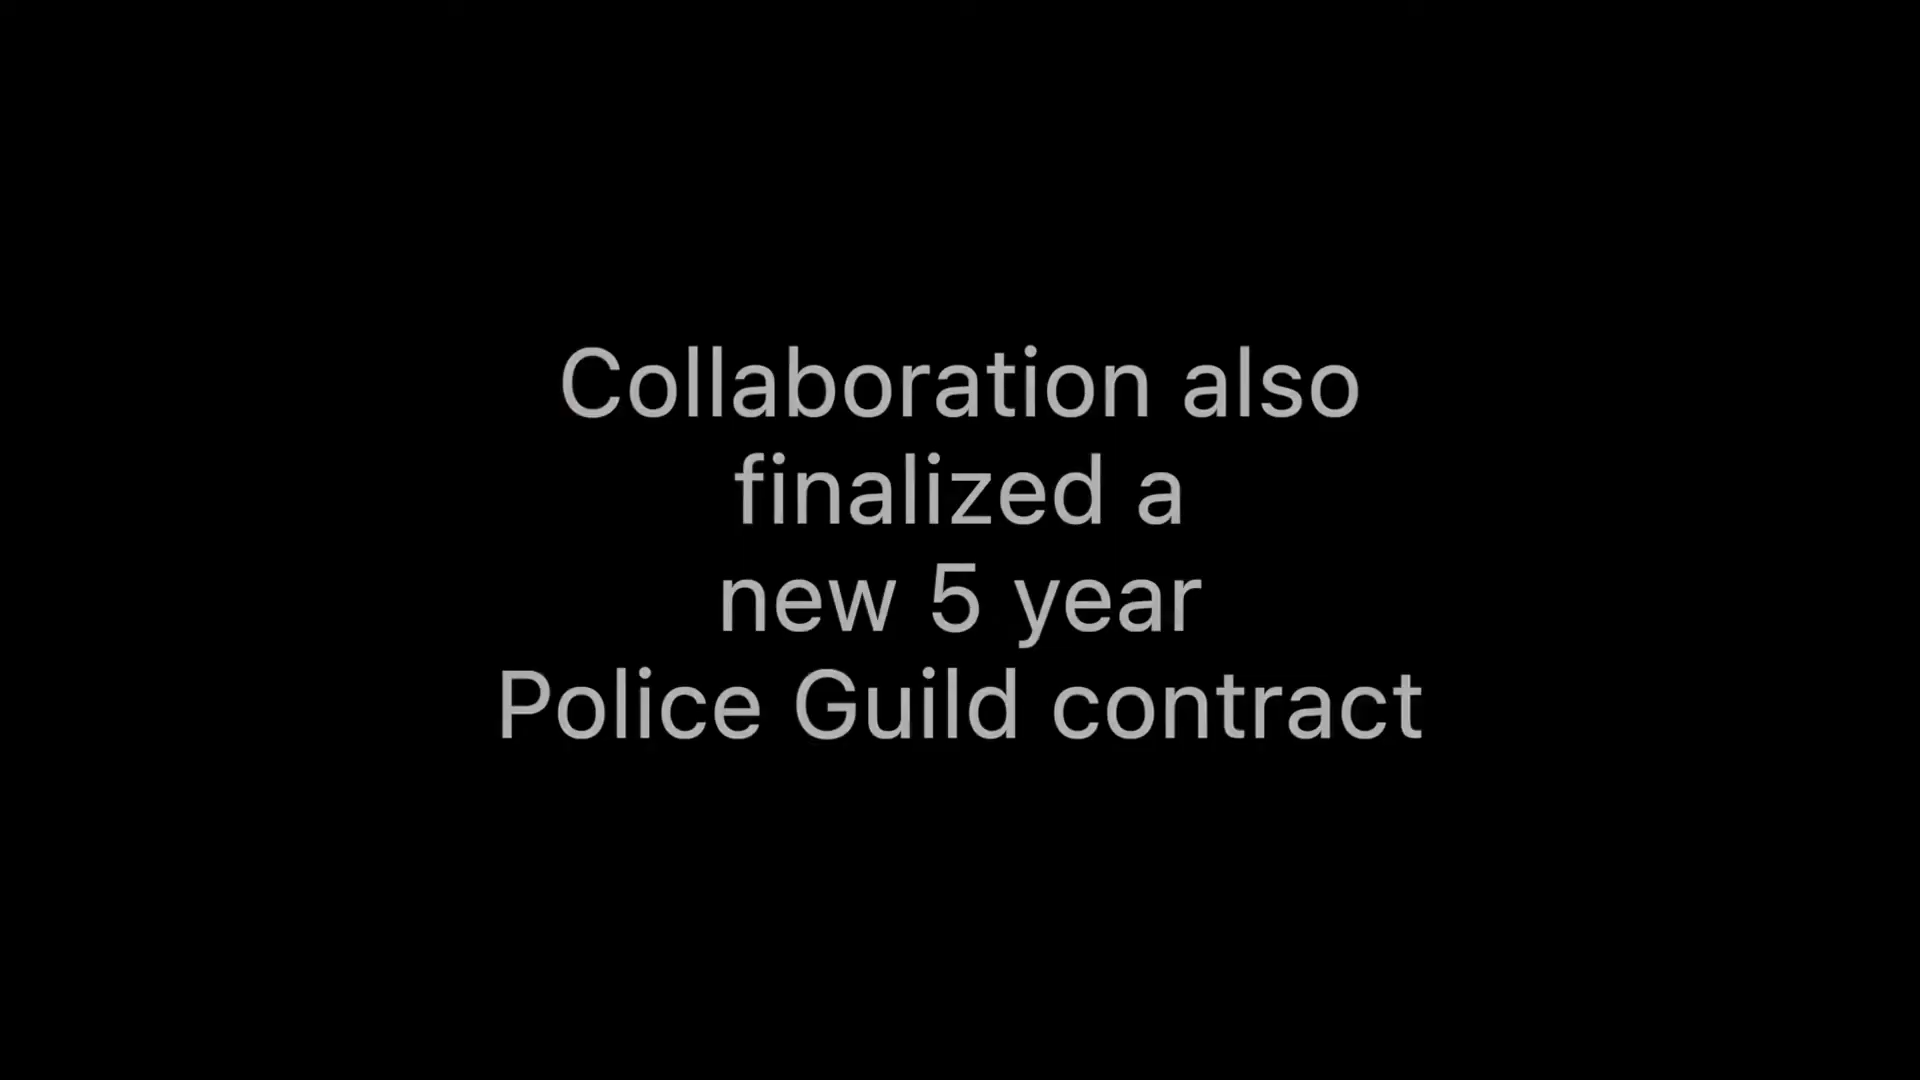 Collaboration also
finalized a
new 5 year
Police Guild contract